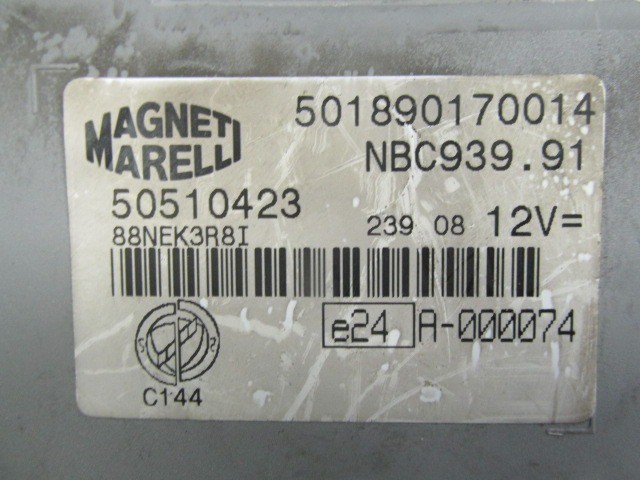 MAGNETI MARELLI
501890170014
NBC939.91
50510423
239 08 12V=
88NEK3R8I
e24 A-000074
C144